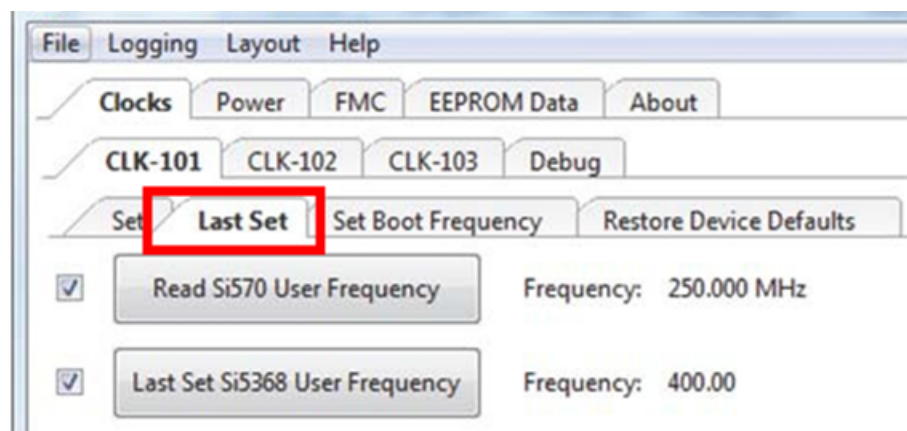 File Logging Layout Help
Clocks Power FMC EEPROM Data About
CLK-101 CLK-102 CLK-103 Debug
Set Last Set Set Boot Frequency Restore Device Defaults
Read Si570 User Frequency Frequency: 250.000 MHz
Last Set Si5368 User Frequency Frequency: 400.00